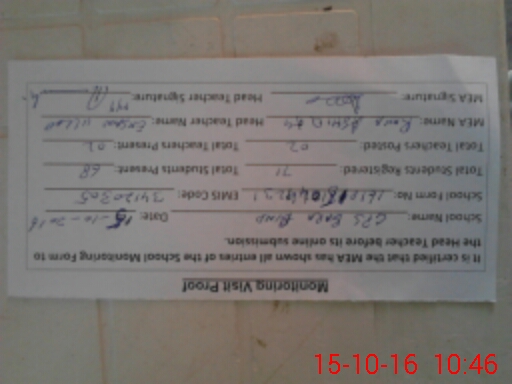 Monitoring Visit Proof
It is certified that the MEA has shown all entries of the School Monitoring Form to
the Head Teacher before its online submission.
School Name: GPS BARA Date: 15-10-2016
School Form No: EMIS Code: 34120305
Total Students Registered: 71 Total Students Present: 68
Total Teachers Posted: 02 Total Teachers Present: 02
MEA Name: Head Teacher Name: Ullah
MEA Signature: Head Teacher Signature:
15-10-16 10:46